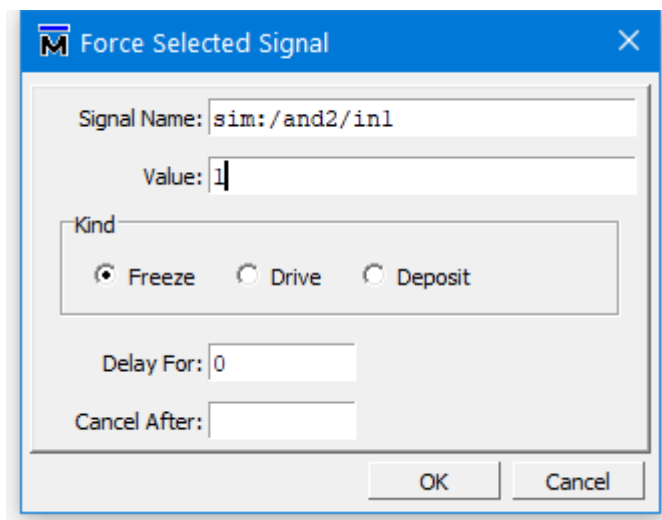 Force Selected Signal
Signal Name: sim:/and2/in1
Value: 1
Kind
Freeze Drive Deposit
Delay For: 0
Cancel After:
OK Cancel